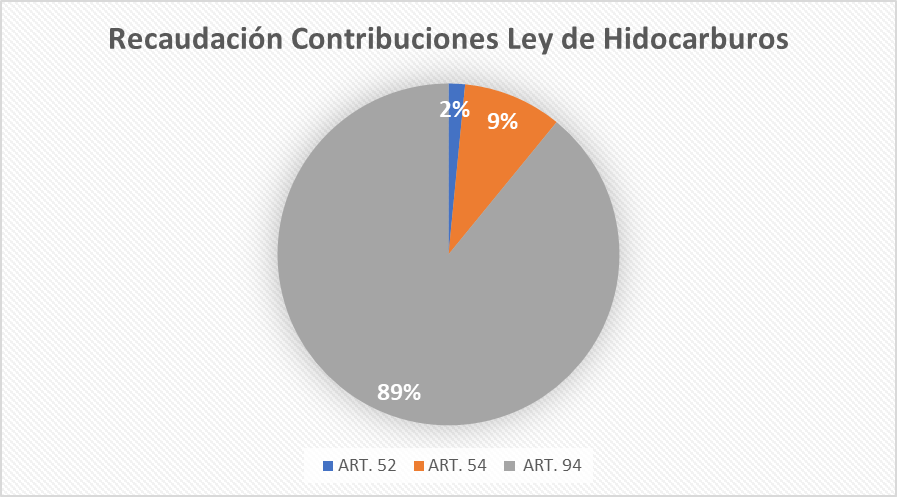 Recaudación Contribuciones Ley de Hidocarburos
2%
9%
89%
ART. 52 ART. 54 ART. 94